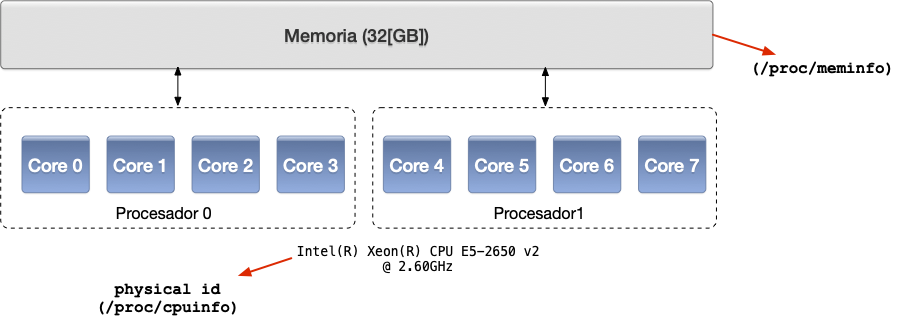 Memoria (32[GB])
(/proc/meminfo)
Core 0 Core 1 Core 2 Core 3 Core 4 Core 5 Core 6 Core 7
Procesador 0 Procesador1
Intel(R) Xeon(R) CPU E5-2650 v2
@ 2.60GHz
physical id
(/proc/cpuinfo)